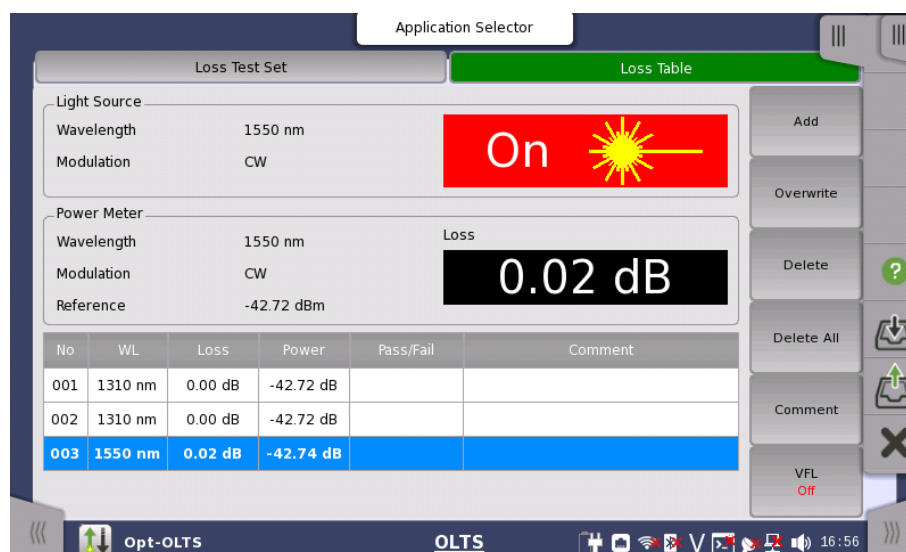 Application Selector
Loss Test Set
Loss Table
Light Source
Wavelength 1550 nm
Modulation CW
On
Power Meter
Wavelength 1550 nm
Modulation CW
Reference -42.72 dBm
Loss
0.02 dB
No WL Loss Power Pass/Fail Comment
001 1310 nm 0.00 dB -42.72 dB
002 1310 nm 0.00 dB -42.72 dB
003 1550 nm 0.02 dB -42.74 dB
Add
Overwrite
Delete
Delete All
Comment
VFL
Off
Opt-OLTS
OLTS
16:56